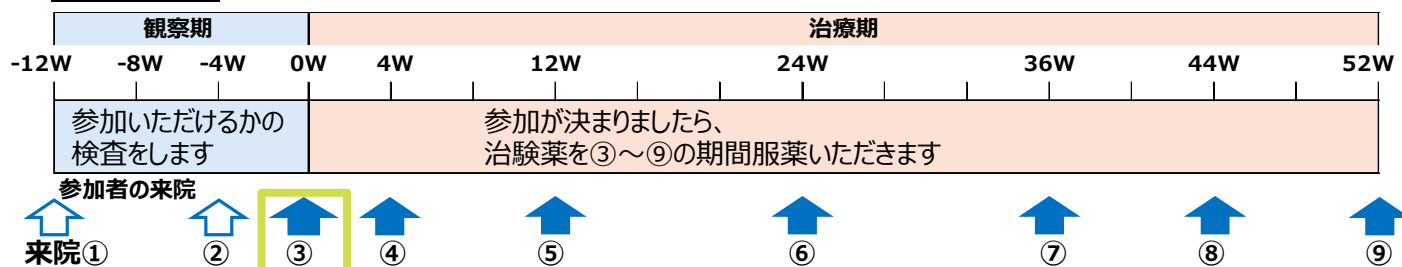 観察期 治療期
-12W -8W -4W 0W 4W 12W 24W 36W 44W 52W
参加いただけるかの
検査をします
参加が決まりましたら、
治験薬を③～⑨の期間服薬いただきます
参加者の来院
来院① ② ③ ④ ⑤ ⑥ ⑦ ⑧ ⑨